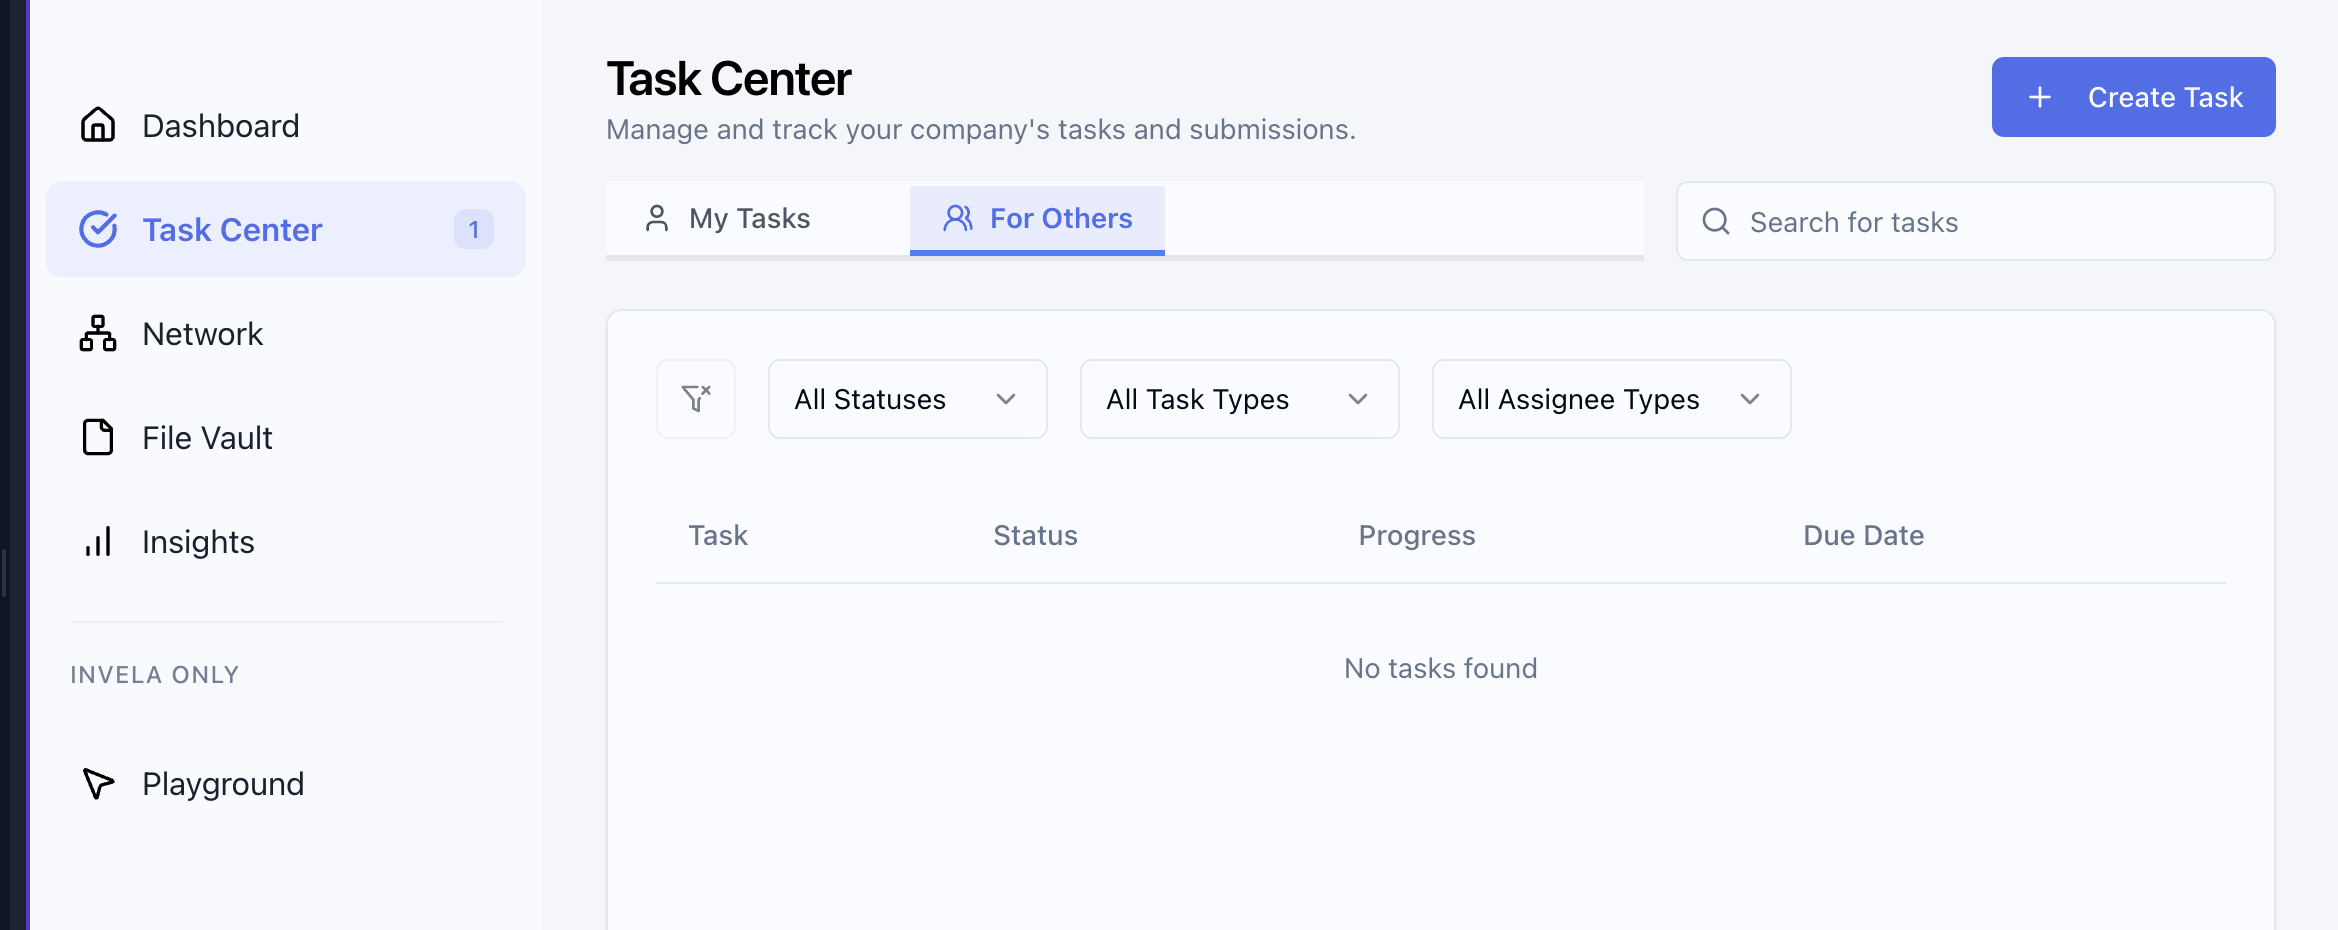 Dashboard
Task Center
1
Network
File Vault
Insights
INVELA ONLY
Playground
Task Center
Manage and track your company's tasks and submissions.
Create Task
My Tasks
For Others
Search for tasks
All Statuses
All Task Types
All Assignee Types
Task Status Progress Due Date
No tasks found